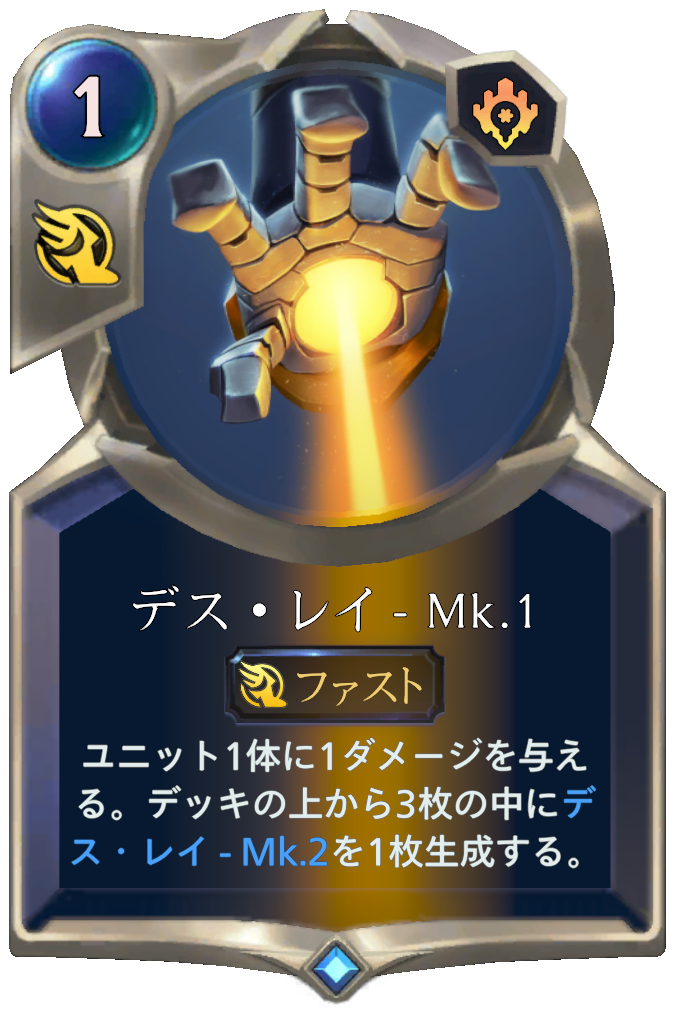 1
デス・レイ - Mk.1
ファスト
ユニット1体に1ダメージを与え
る。デッキの上から3枚の中にデ
ス・レイ - Mk.2を1枚生成する。